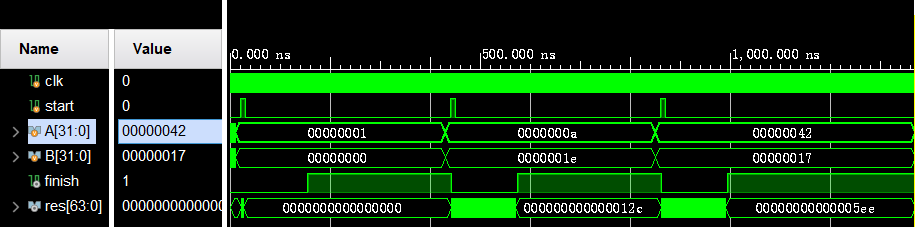 Name Value 0.000 ns 500.000 ns 1,000.000 ns
clk 0
start 0
A[31:0] 00000042 00000001 0000000a 00000042
B[31:0] 00000017 00000000 0000001e 00000017
finish 1
res[63:0] 0000000000000 0000000000000000 000000000000012c 00000000000005ee